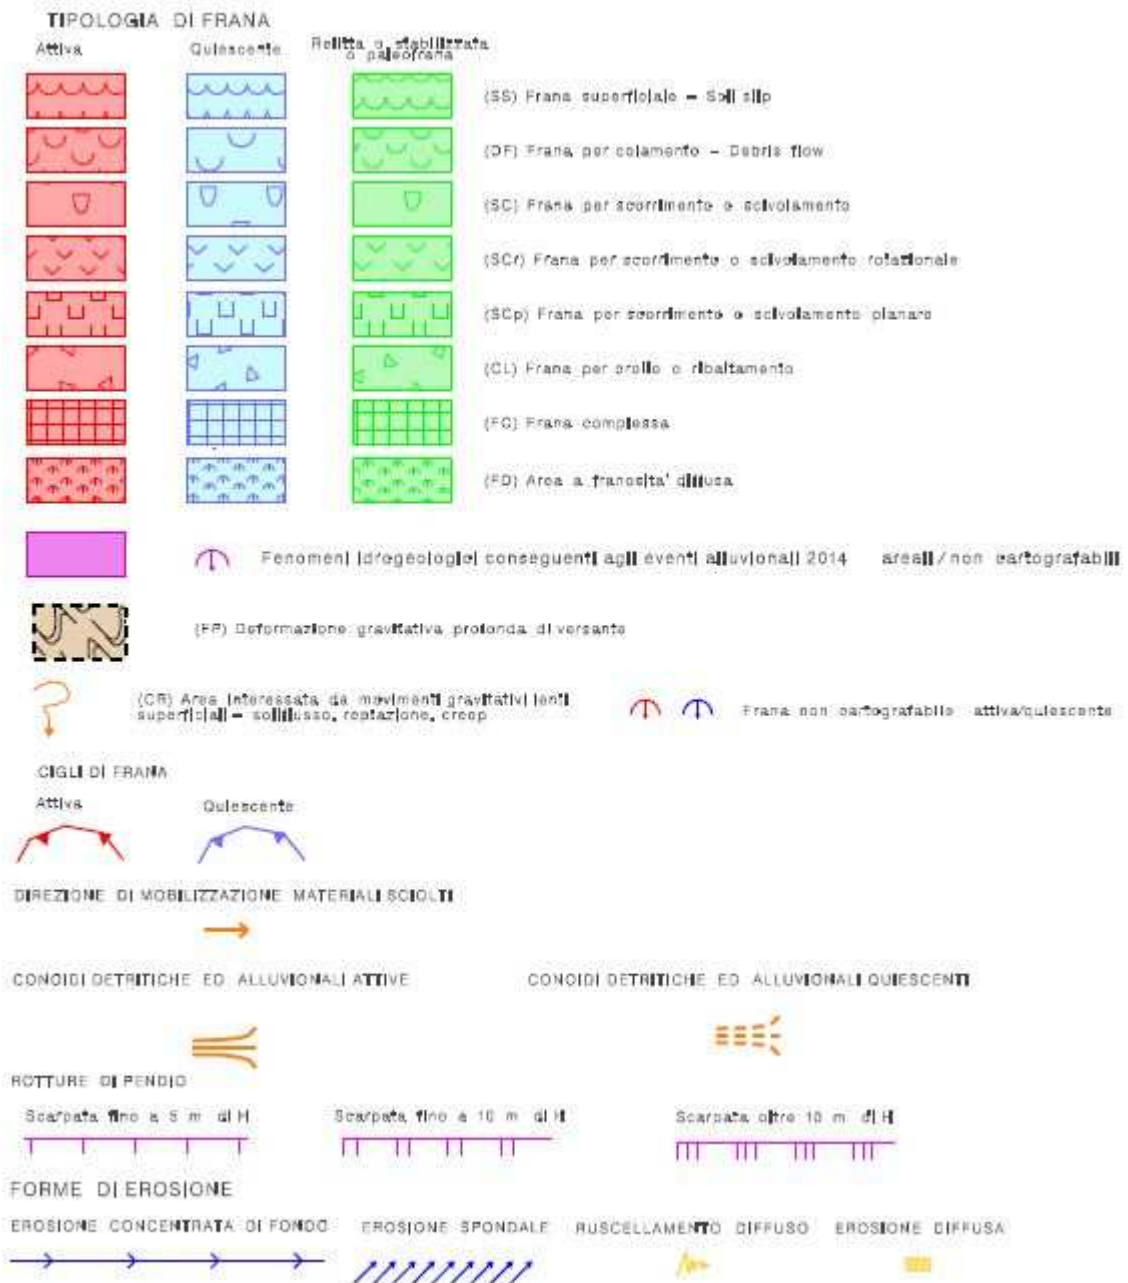 TIPOLOGIA DI FRANA
Attiva Quiescente Relitta o stabilizzata
o paleofrana
(SS) Frana superficiale – Soil slip
(DF) Frana per colamento – Debris flow
(SC) Frana per scorrimento o scivolamento
(SCr) Frana per scorrimento o scivolamento rotazionale
(SCp) Frana per scorrimento o scivolamento planare
(CL) Frana per crollo o ribaltamento
(FC) Frana complessa
(FD) Area a franosita' diffusa
Fenomeni idrogeologici conseguenti agli eventi alluvionali 2014 areali/non cartografabili
Deformazione gravitativa profonda di versante
(CR) Area interessata da movimenti gravitativi lenti
superficiali – soliflusso, reptazione, creep
Frana non cartografabile attiva/quiescente
CIGLI DI FRANA
Attiva Quiescente
DIREZIONE DI MOBILIZZAZIONE MATERIALI SCIOLTI
CONOIDI DETRITICHE ED ALLUVIONALI ATTIVE CONOIDI DETRITICHE ED ALLUVIONALI QUIESCENTI
ROTTURE DI PENDIO
Scarpata fino a 5 m di H Scarpata fino a 10 m di H Scarpata oltre 10 m di H
FORME DI EROSIONE
EROSIONE CONCENTRATA DI FONDO EROSIONE SPONDALE RUSCELLAMENTO DIFFUSO EROSIONE DIFFUSA